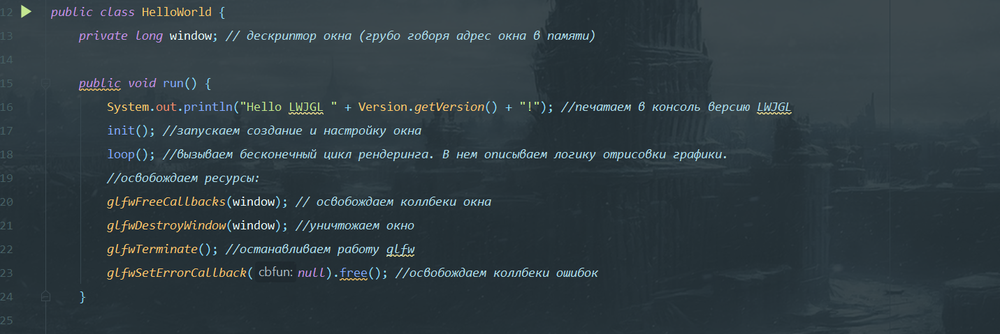 12 public class HelloWorld {
13 private long window; // дескриптор окна (грубо говоря адрес окна в памяти)
14
15 public void run() {
16 System.out.println("Hello LWJGL " + Version.getVersion() + "!"); //печатаем в консоль версию LWJGL
17 init(); //запускаем создание и настройку окна
18 loop(); //вызываем бесконечный цикл рендеринга. В нем описываем логику отрисовки графики.
19 //освобождаем ресурсы:
20 glfwFreeCallbacks(window); // освобождаем коллбеки окна
21 glfwDestroyWindow(window); //уничтожаем окно
22 glfwTerminate(); //останавливаем работу glfw
23 glfwSetErrorCallback( cbfun: null).free(); //освобождаем коллбеки ошибок
24 }
25